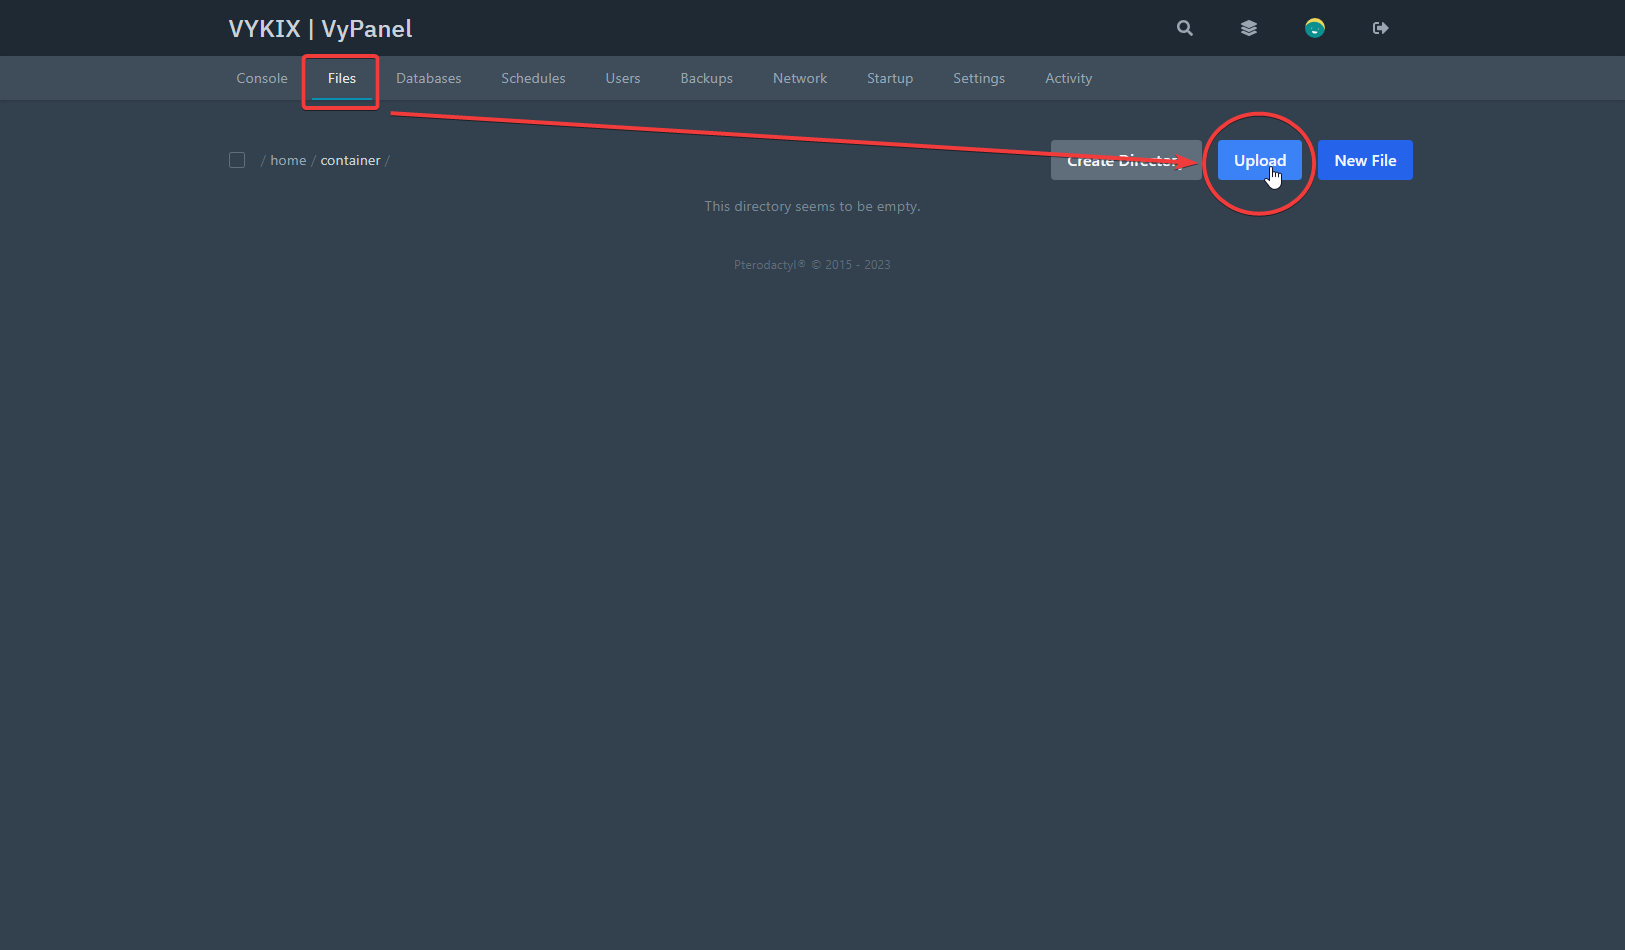 VYKIX | VyPanel
Console Files Databases Schedules Users Backups Network Startup Settings Activity
/ home / container /
Create Directory Upload New File
This directory seems to be empty.
Pterodactyl® © 2015 - 2023